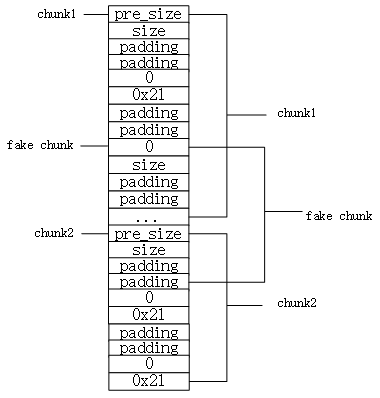 chunk1 pre_size
size
padding
padding
0
0x21
padding chunk1
padding
fake chunk 0
size
padding
padding
... fake chunk
chunk2 pre_size
size
padding
padding
0 chunk2
0x21
padding
padding
0
0x21